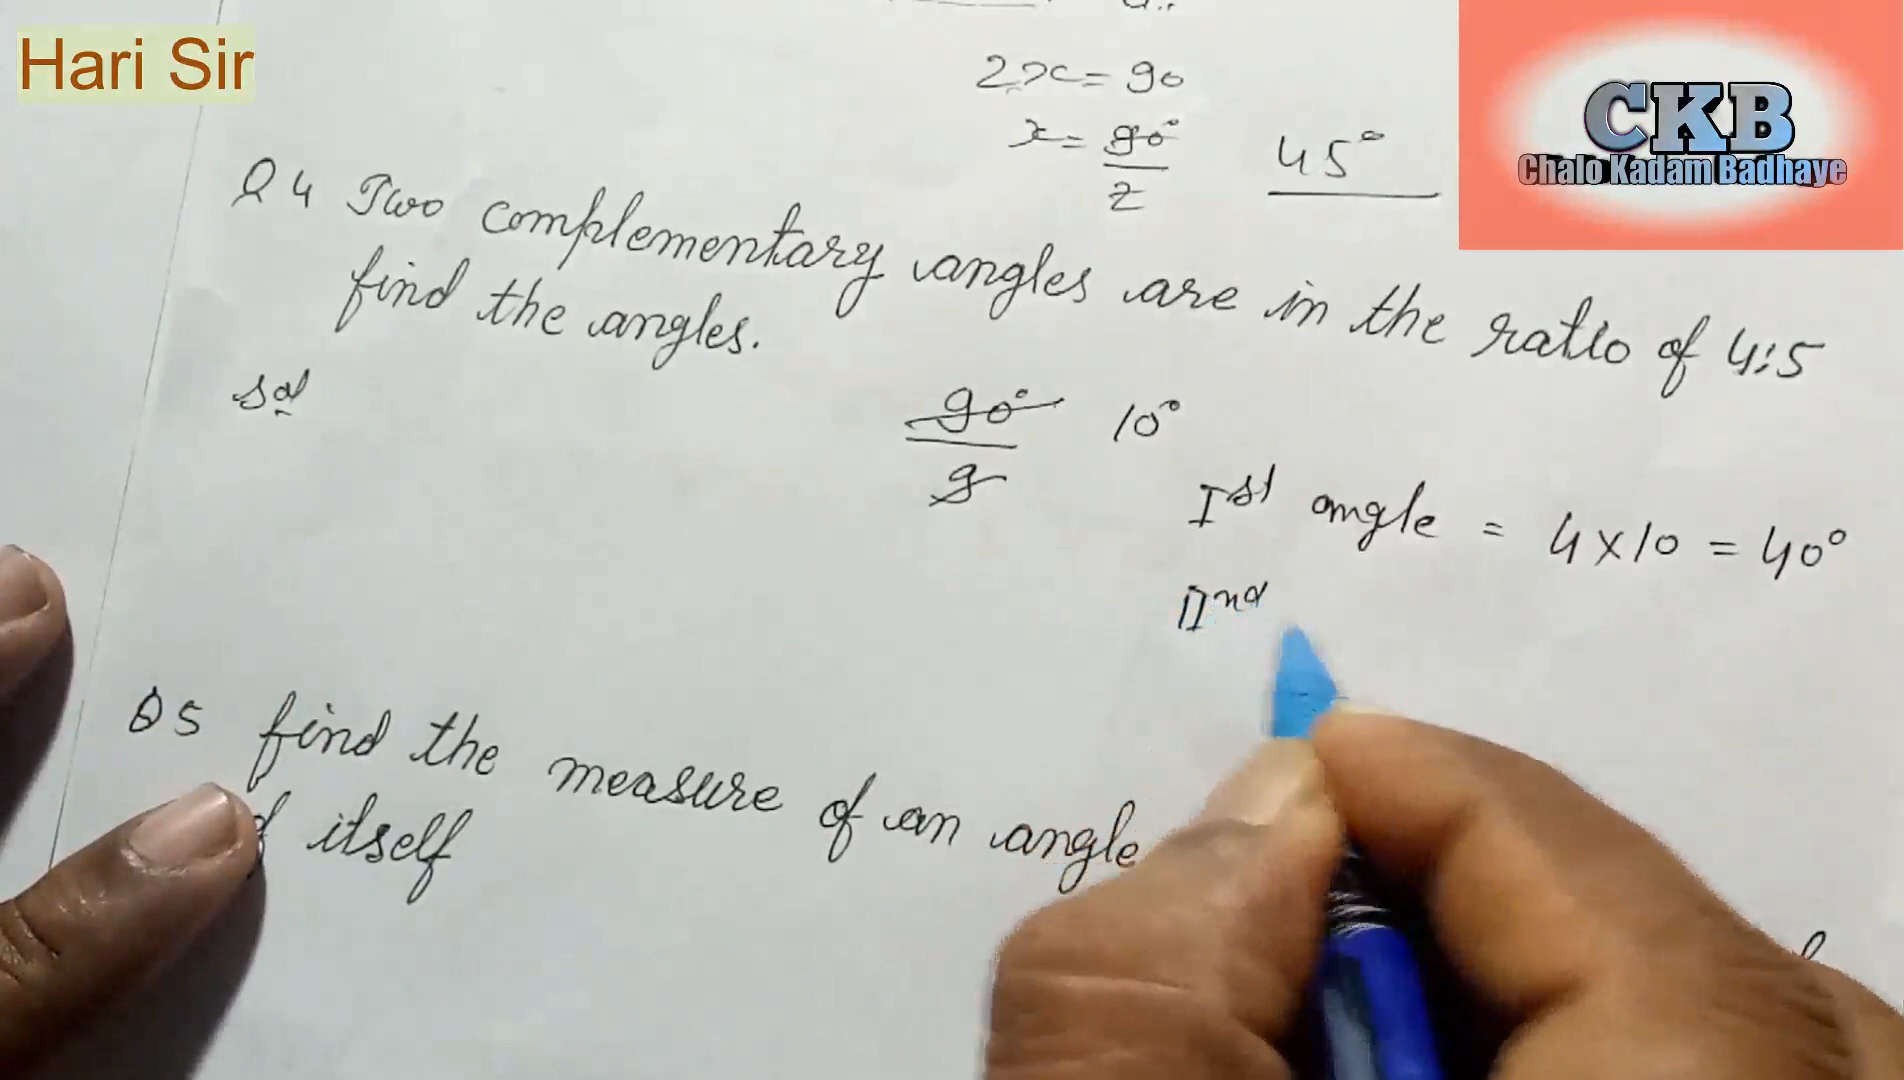 Hari Sir
CKB
Chalo Kadam Badhaye
2x = 90
x = 90°
2
45°
Q 4 Two complementary angles are in the ratio of 4:5
find the angles.
sol
90° 10°
9
Ist angle = 4 x 10 = 40°
IInd
Q 5 find the measure of an angle
itself